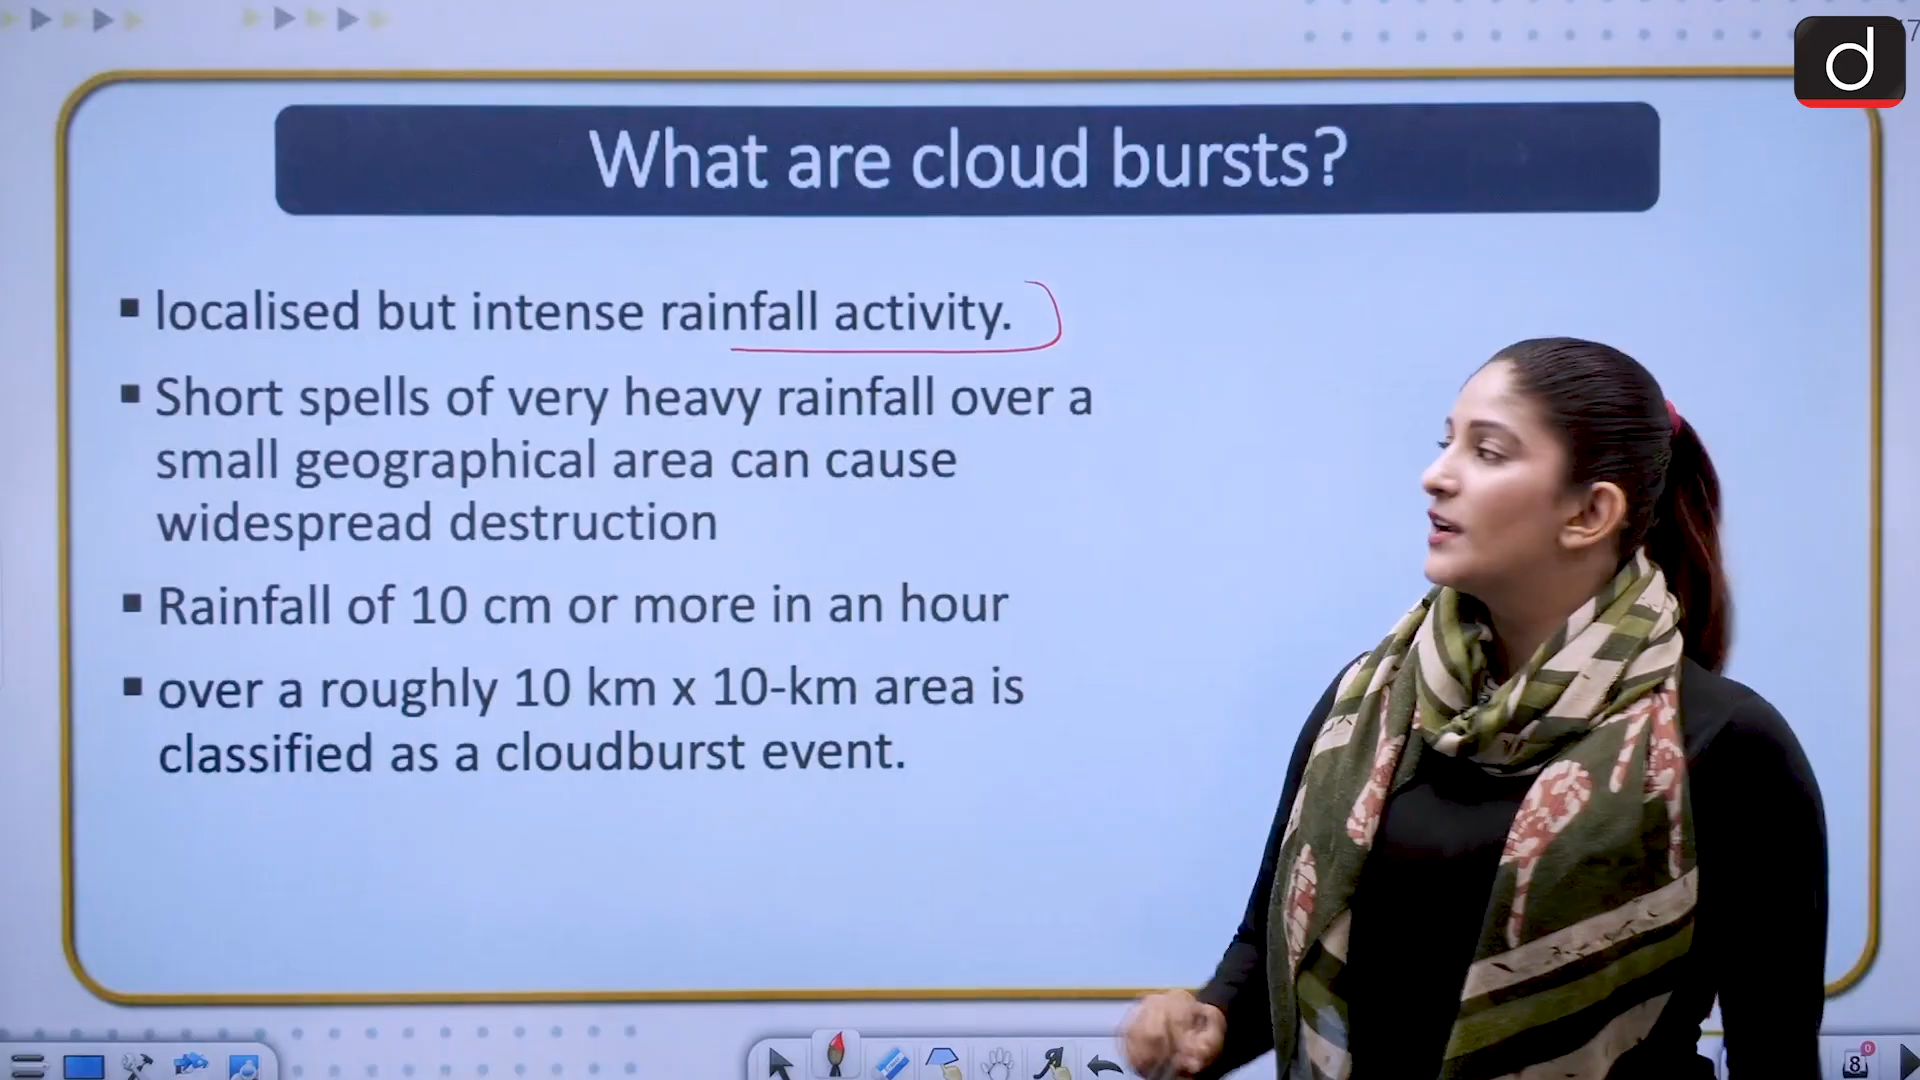 d
What are cloud bursts?
▪ localised but intense rainfall activity.
▪ Short spells of very heavy rainfall over a
small geographical area can cause
widespread destruction
▪ Rainfall of 10 cm or more in an hour
▪ over a roughly 10 km x 10-km area is
classified as a cloudburst event.
8
0